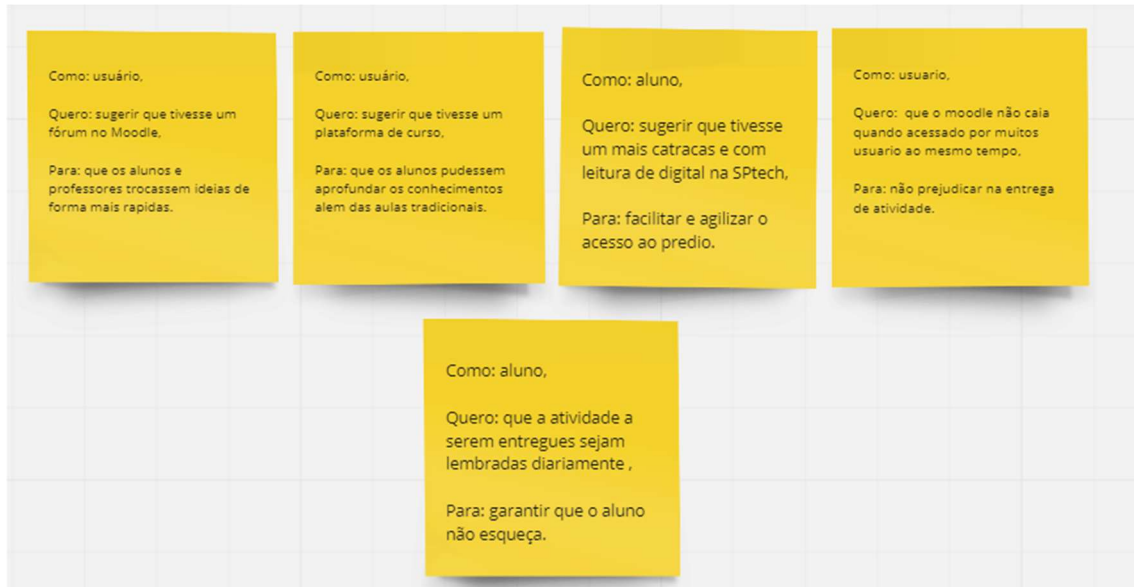 Como: usuário,
Quero: sugerir que tivesse um
fórum no Moodle,
Para: que os alunos e
professores trocassem ideias de
forma mais rapidas.
Como: usuário,
Quero: sugerir que tivesse um
plataforma de curso,
Para: que os alunos pudessem
aprofundar os conhecimentos
alem das aulas tradicionais.
Como: aluno,
Quero: sugerir que tivesse
um mais catracas e com
leitura de digital na SPtech,
Para: facilitar e agilizar o
acesso ao predio.
Como: usuario,
Quero: que o moodle não caia
quando acessado por muitos
usuario ao mesmo tempo,
Para: não prejudicar na entrega
de atividade.
Como: aluno,
Quero: que a atividade a
serem entregues sejam
lembradas diariamente ,
Para: garantir que o aluno
não esqueça.